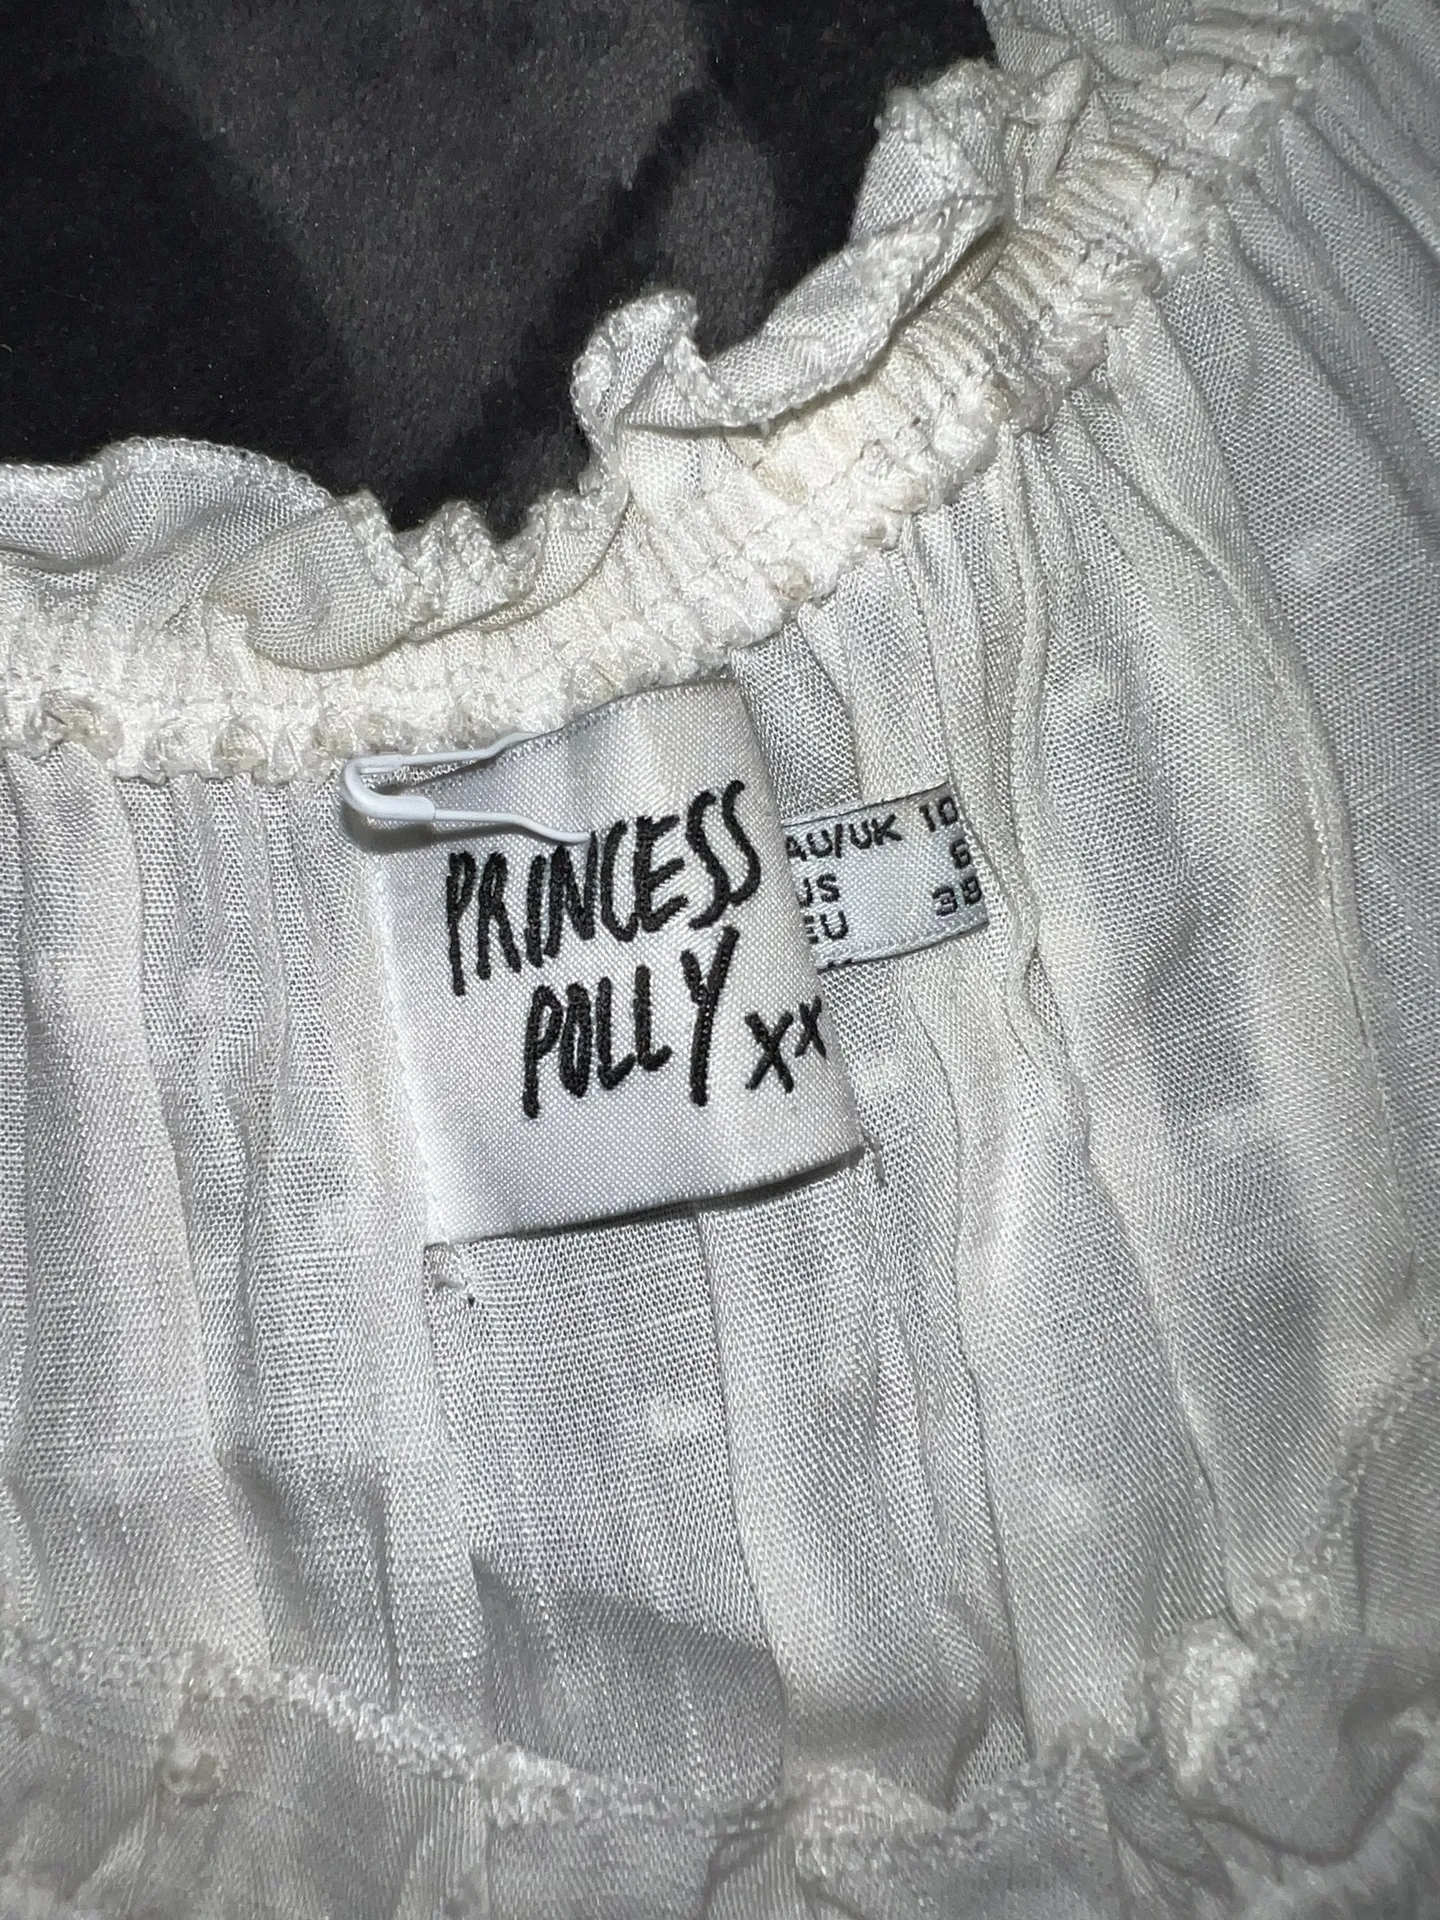 PRINCESS
POLLY xx
AU/UK 10
US 6
EU 38